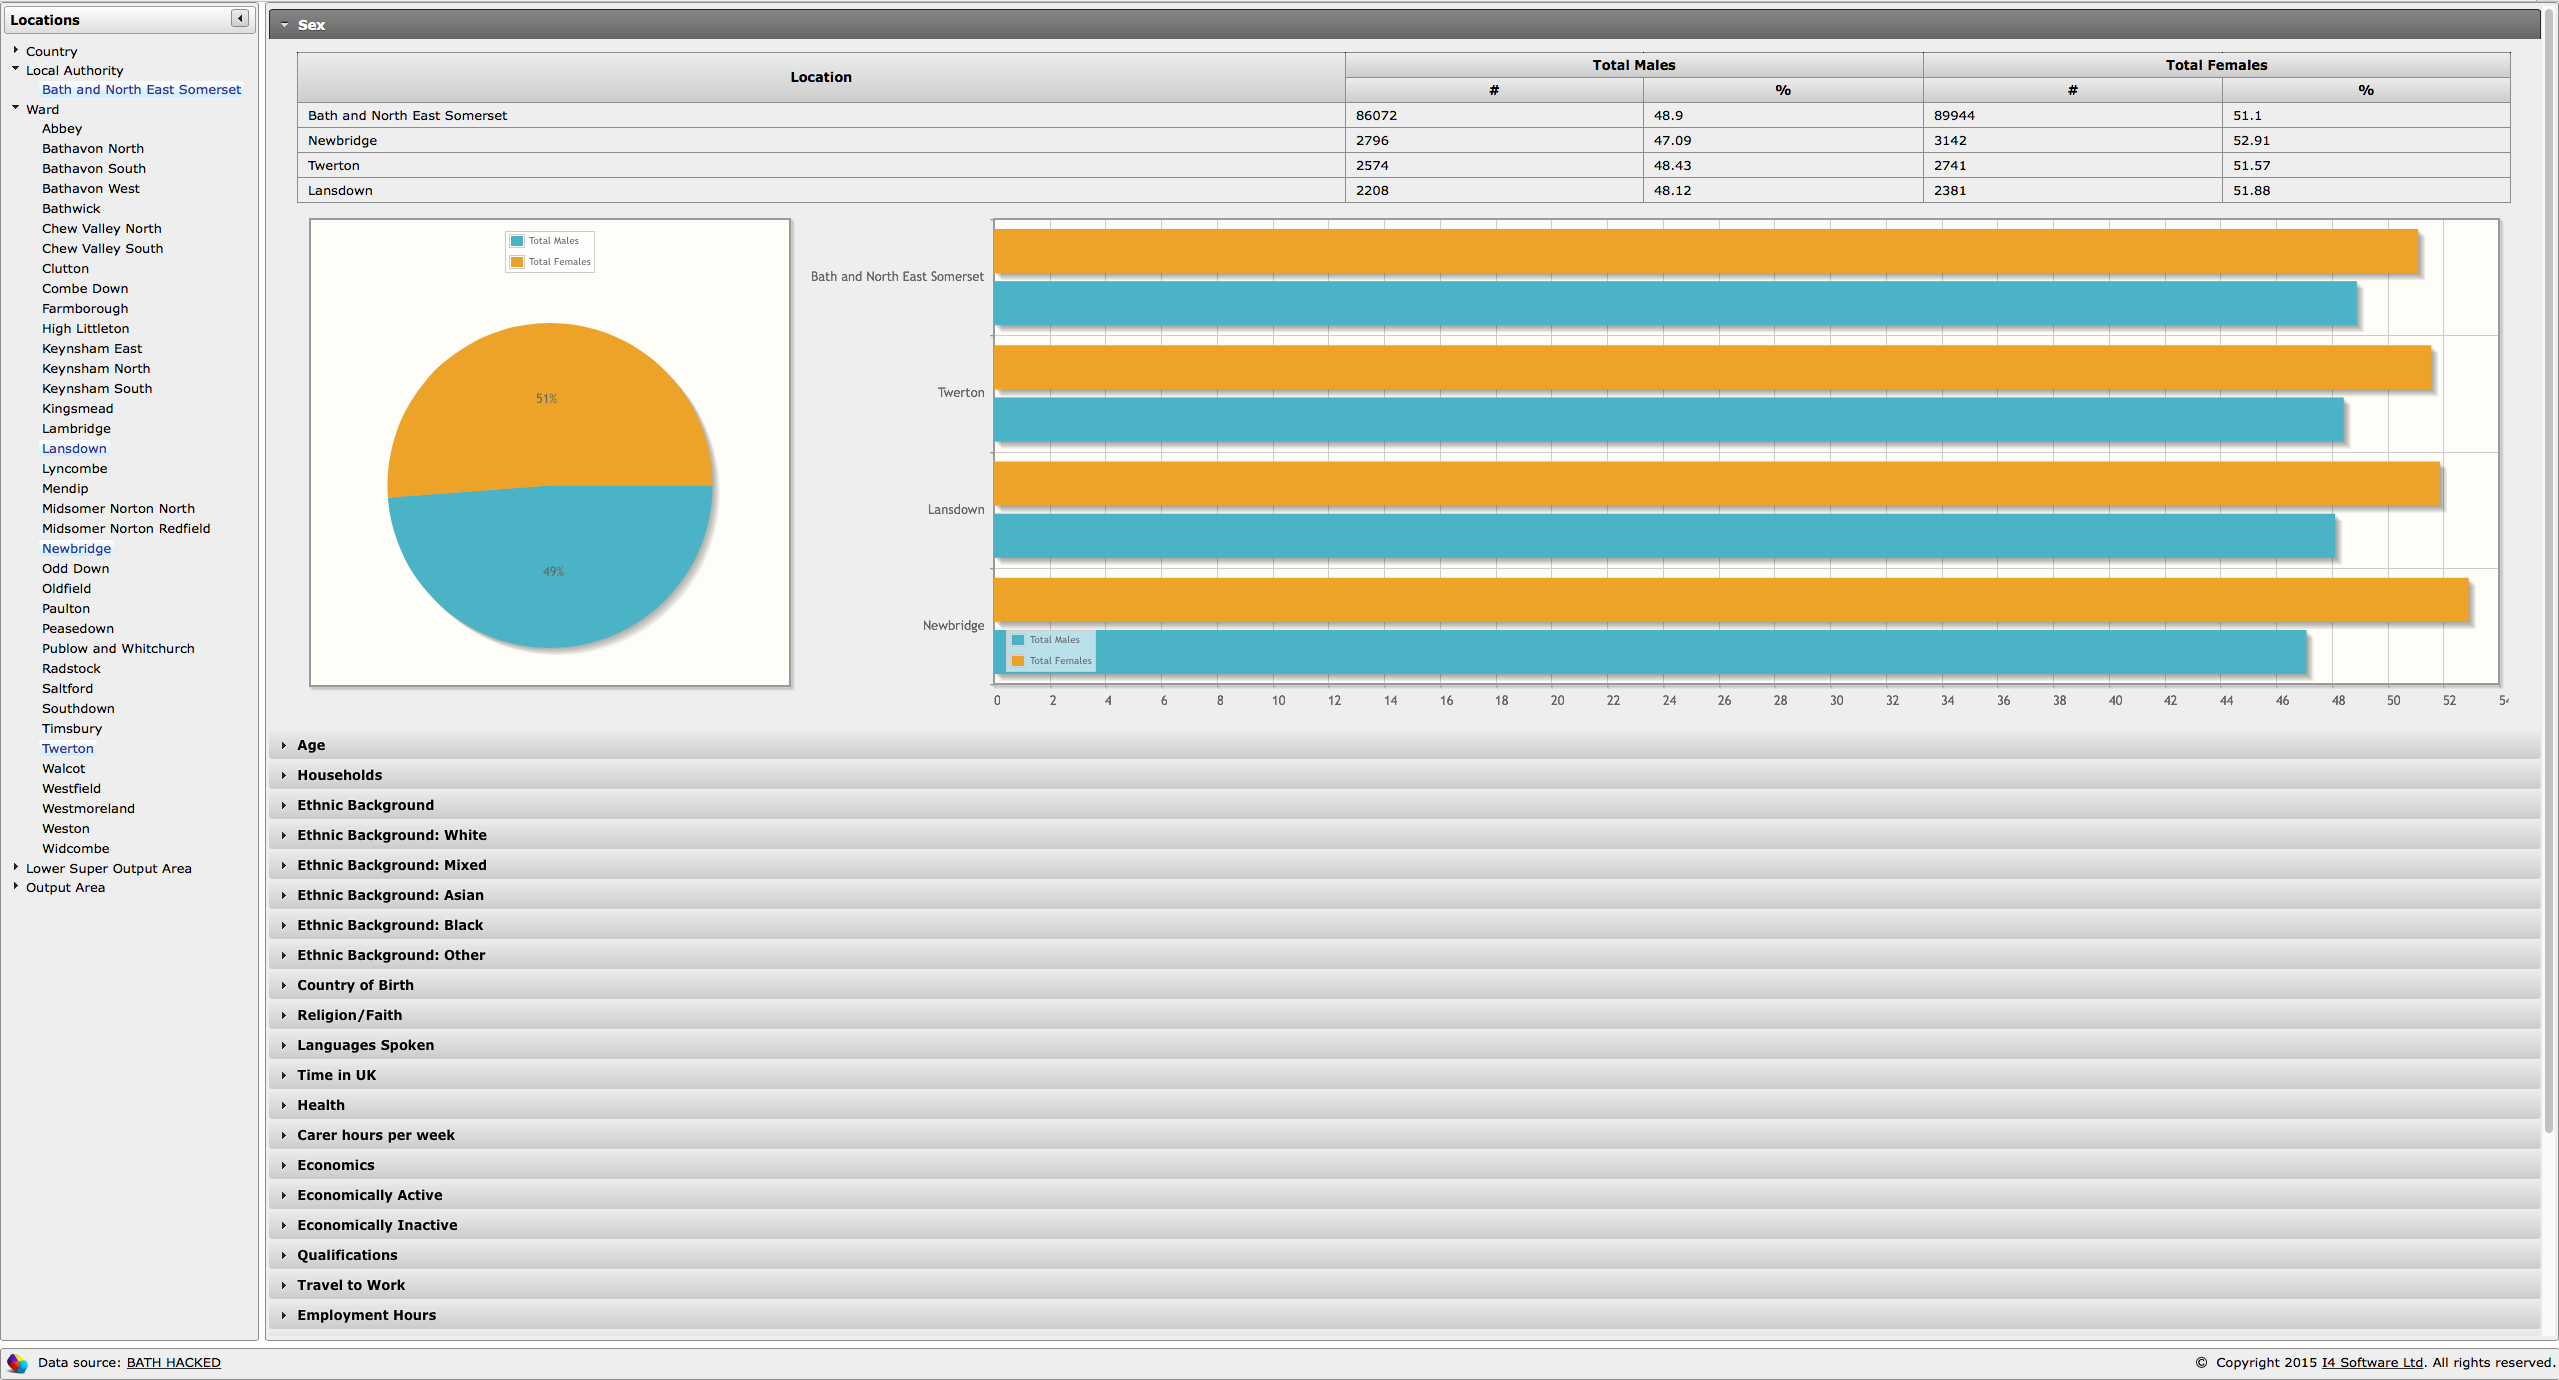 Locations
Country
Local Authority
Bath and North East Somerset
Ward
Abbey
Bathavon North
Bathavon South
Bathavon West
Bathwick
Chew Valley North
Chew Valley South
Clutton
Combe Down
Farmborough
High Littleton
Keynsham East
Keynsham North
Keynsham South
Kingsmead
Lambridge
Lansdown
Lyncombe
Mendip
Midsomer Norton North
Midsomer Norton Redfield
Newbridge
Odd Down
Oldfield
Paulton
Peasedown
Publow and Whitchurch
Radstock
Saltford
Southdown
Timsbury
Twerton
Walcot
Westfield
Westmoreland
Weston
Widcombe
Lower Super Output Area
Output Area
Sex
Location Total Males Total Females
# % # %
Bath and North East Somerset 86072 48.9 89944 51.1
Newbridge 2796 47.09 3142 52.91
Twerton 2574 48.43 2741 51.57
Lansdown 2208 48.12 2381 51.88
Total Males
Total Females
51%
49%
Bath and North East Somerset
Twerton
Lansdown
Newbridge
Total Males
Total Females
0 2 4 6 8 10 12 14 16 18 20 22 24 26 28 30 32 34 36 38 40 42 44 46 48 50 52
Age
Households
Ethnic Background
Ethnic Background: White
Ethnic Background: Mixed
Ethnic Background: Asian
Ethnic Background: Black
Ethnic Background: Other
Country of Birth
Religion/Faith
Languages Spoken
Time in UK
Health
Carer hours per week
Economics
Economically Active
Economically Inactive
Qualifications
Travel to Work
Employment Hours
Data source: BATH HACKED
© Copyright 2015 I4 Software Ltd. All rights reserved.